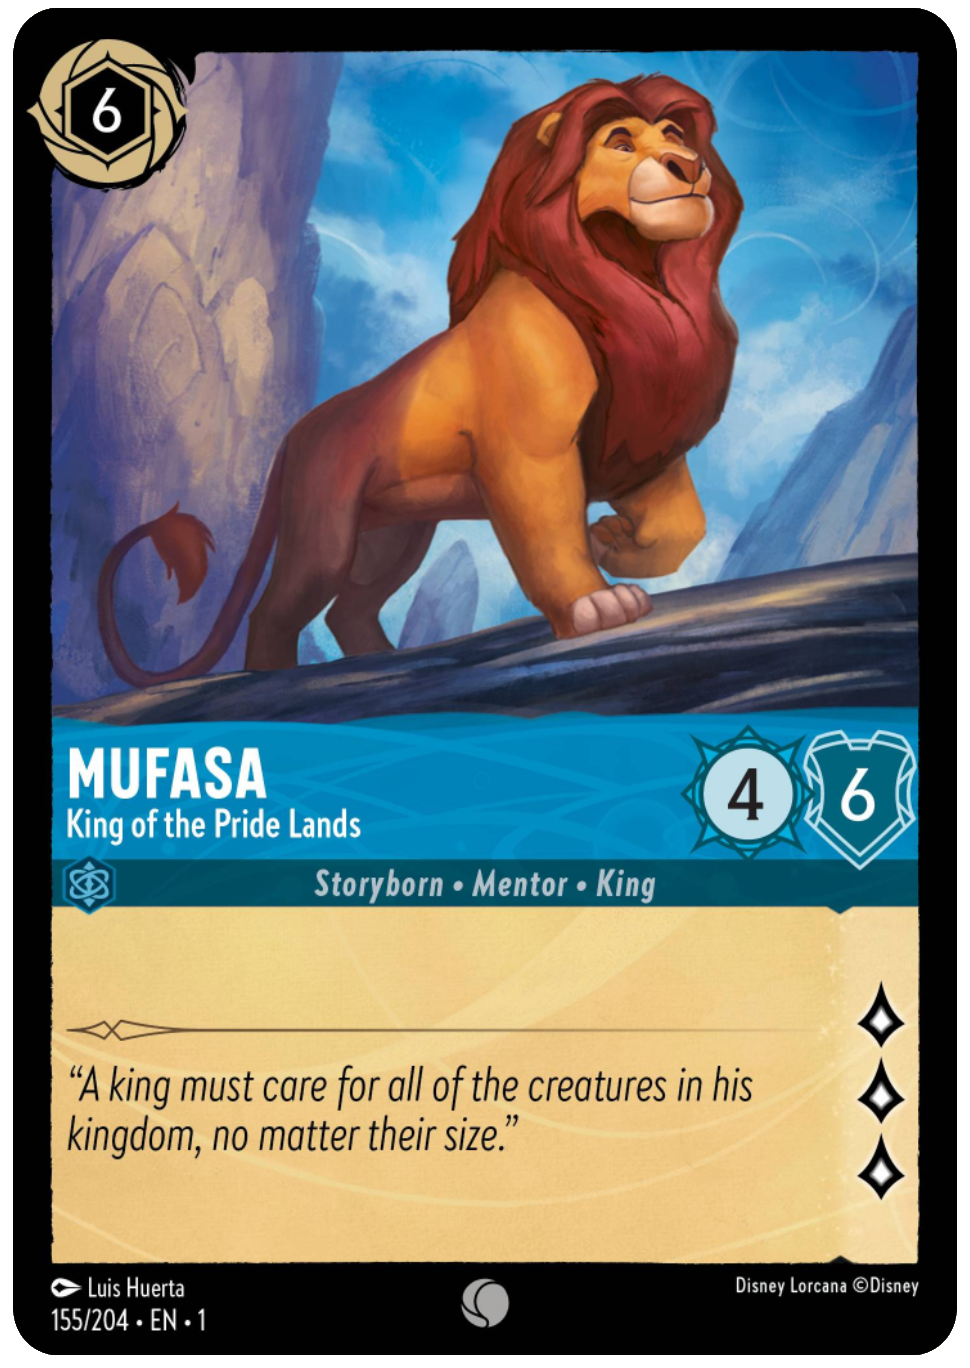 6
MUFASA
King of the Pride Lands
4
6
Storyborn • Mentor • King
“A king must care for all of the creatures in his
kingdom, no matter their size.”
Luis Huerta
155/204 • EN • 1
Disney Lorcana ©Disney